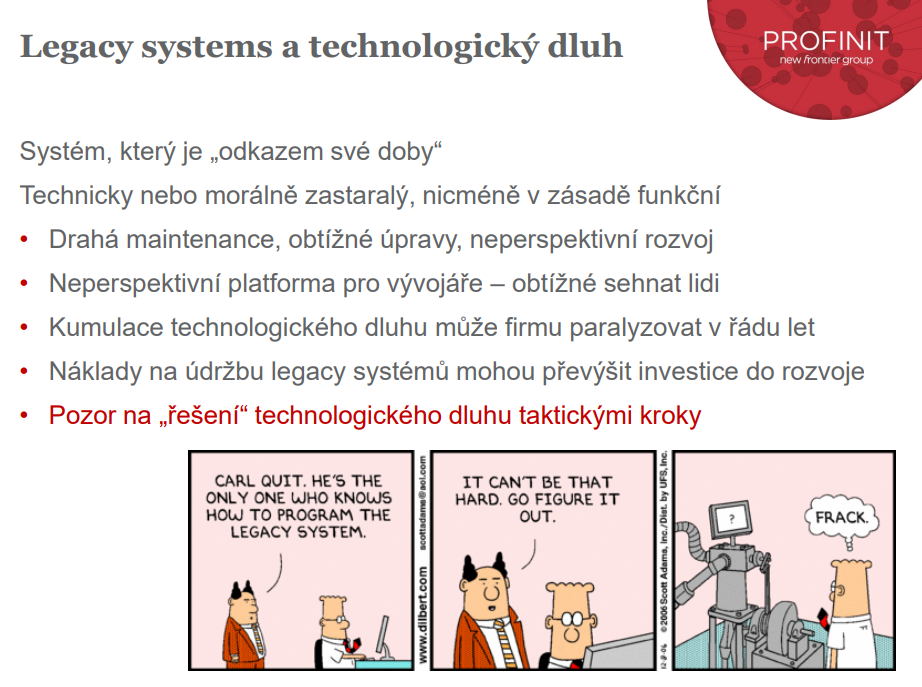 Legacy systems a technologický dluh
PROFINIT
new frontier group
Systém, který je „odkazem své doby“
Technicky nebo morálně zastaralý, nicméně v zásadě funkční
• Drahá maintenance, obtížné úpravy, neperspektivní rozvoj
• Neperspektivní platforma pro vývojáře – obtížné sehnat lidi
• Kumulace technologického dluhu může firmu paralyzovat v řádu let
• Náklady na údržbu legacy systémů mohou převýšit investice do rozvoje
• Pozor na „řešení“ technologického dluhu taktickými kroky
CARL QUIT. HE'S THE
ONLY ONE WHO KNOWS
HOW TO PROGRAM THE
LEGACY SYSTEM.
www.dilbert.com scottadams@aol.com
IT CAN'T BE THAT
HARD. GO FIGURE IT
OUT.
12-8-06 ©2006 Scott Adams, Inc./Dist. by UFS, Inc.
?
FRACK.